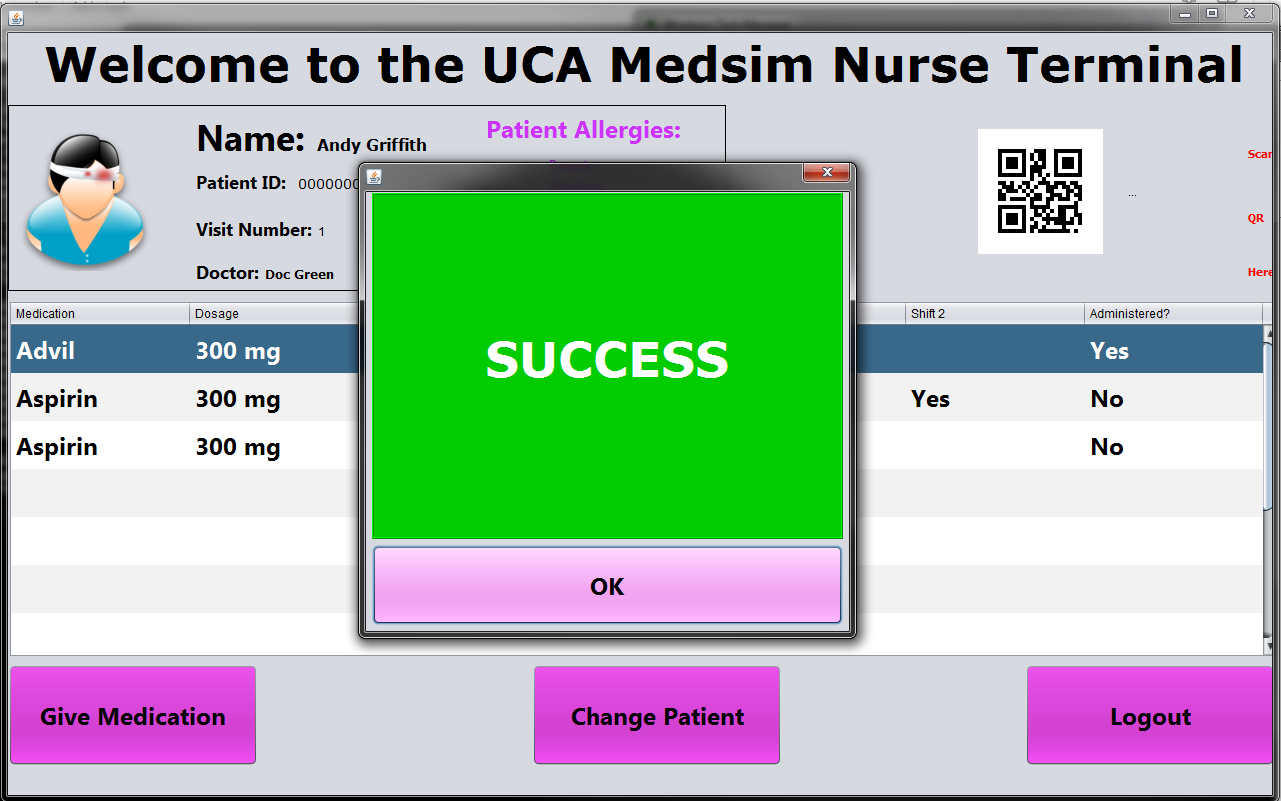 Welcome to the UCA Medsim Nurse Terminal
Name: Andy Griffith
Patient Allergies:
Patient ID: 0000000
Visit Number: 1
Doctor: Doc Green
...
Scan
QR
Here
Medication Dosage Shift 2 Administered?
Advil 300 mg Yes
Aspirin 300 mg Yes No
Aspirin 300 mg No
SUCCESS
OK
Give Medication Change Patient Logout